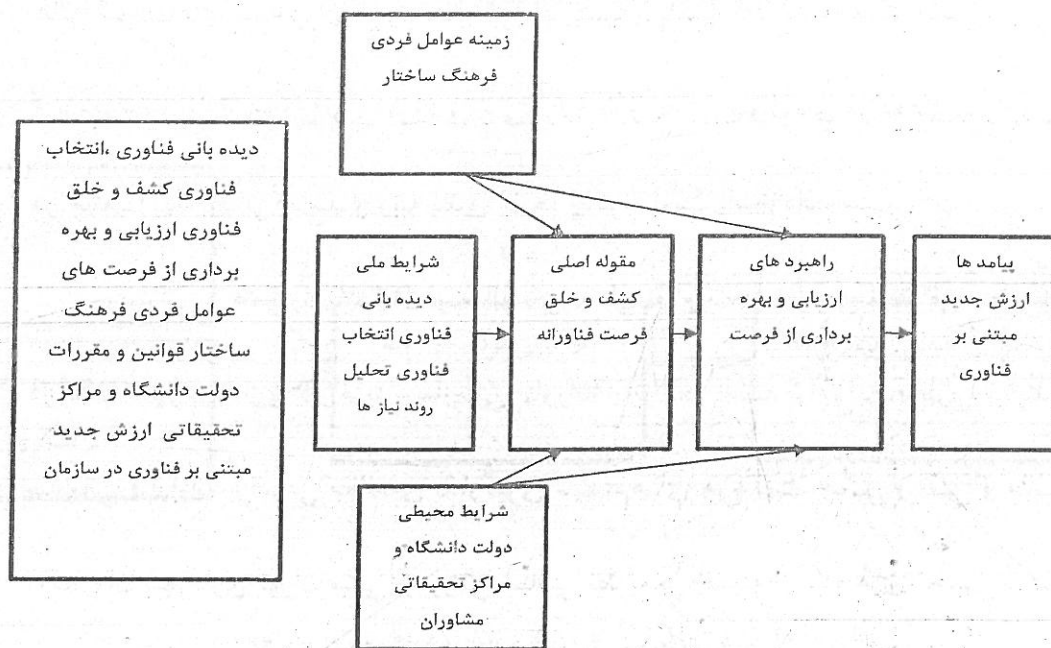 زمینه عوامل فردی
فرهنگ ساختار
دیده بانی فناوری ،انتخاب
فناوری کشف و خلق
فناوری ارزیابی و بهره
برداری از فرصت های
عوامل فردی فرهنگ
ساختار قوانین و مقررات
دولت دانشگاه و مراکز
تحقیقاتی ارزش جدید
مبتنی بر فناوری در سازمان
شرایط ملی
دیده یانی
فناوری انتخاب
فناوری تحلیل
روند نیاز ها
مقوله اصلی
کشف و خلق
فرصت فناورانه
راهبرد های
ارزیابی و بهره
برداری از فرصت
پیامد ها
ارزش جدید
مبتنی بر
فناوری
شرایط محیطی
دولت دانشگاه و
مراکز تحقیقاتی
مشاوران